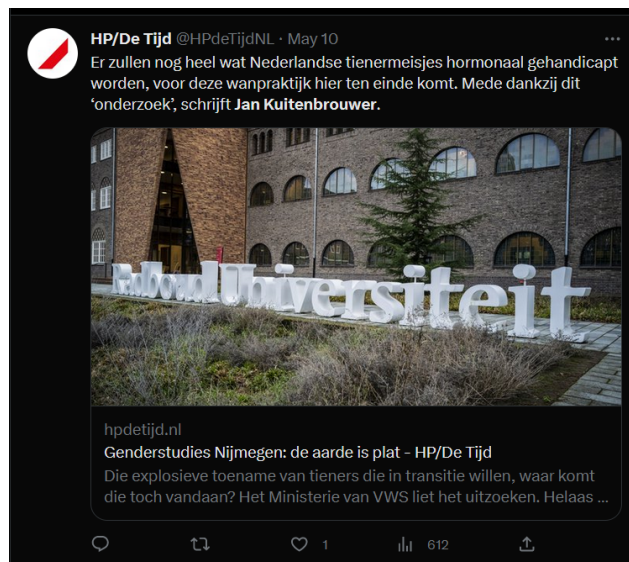 HP/De Tijd @HPdeTijdNL · May 10
Er zullen nog heel wat Nederlandse tienermeisjes hormonaal gehandicapt
worden, voor deze wanpraktijk hier ten einde komt. Mede dankzij dit
‘onderzoek’, schrijft Jan Kuitenbrouwer.
Radboud Universiteit
hpdetijd.nl
Genderstudies Nijmegen: de aarde is plat - HP/De Tijd
Die explosieve toename van tieners die in transitie willen, waar komt
die toch vandaan? Het Ministerie van VWS liet het uitzoeken. Helaas ...
1
612